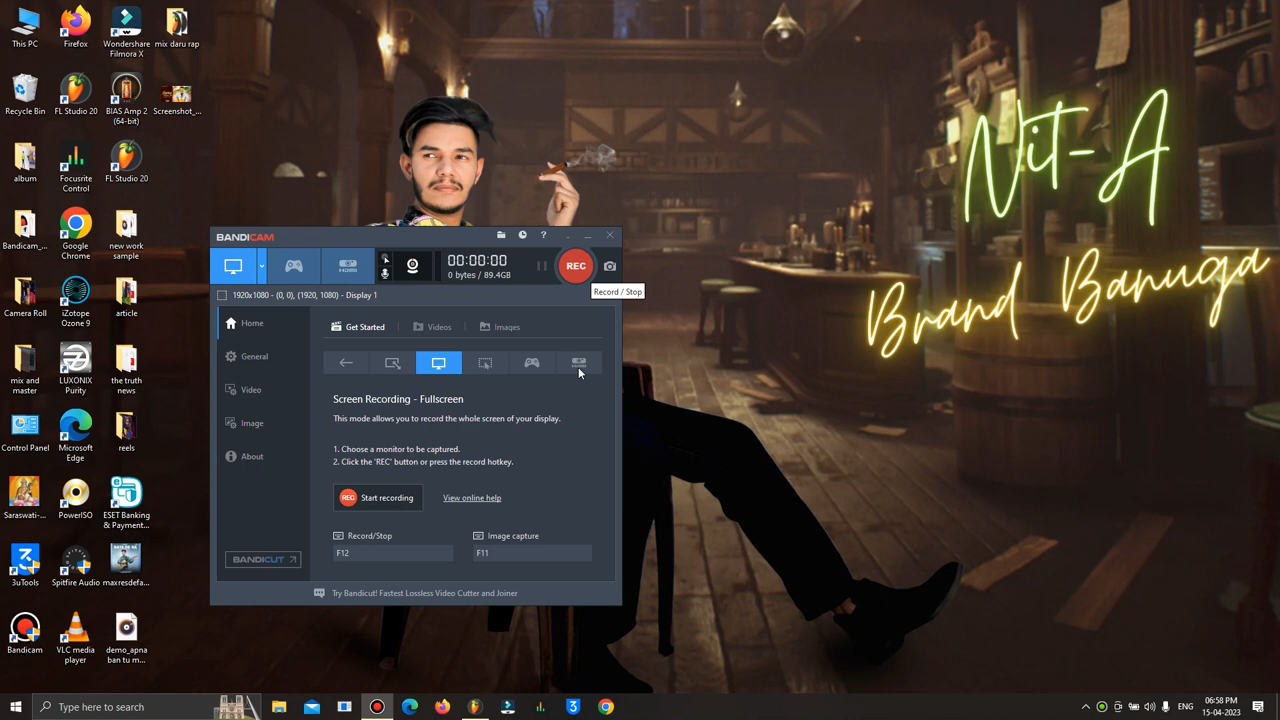 This PC
Firefox
Wondershare
Filmora X
mix daru rap
Recycle Bin
FL Studio 20
BIAS Amp 2
(64-bit)
Screenshot_...
album
Focusrite
Control
FL Studio 20
Bandicam_...
Google
Chrome
new work
sample
Camera Roll
iZotope
Ozone 9
article
mix and
master
LUXONIX
Purity
the truth
news
Control Panel
Microsoft
Edge
reels
Saraswati-...
PowerISO
ESET Banking
& Payment...
3uTools
Spitfire Audio
maxresdefa...
Bandicam
VLC media
player
demo_apna
ban tu m...
Nit-A
Brand Banuga
BANDICAM
HDMI
00:00:00
0 bytes / 89.4GB
REC
Record / Stop
1920x1080 - (0, 0), (1920, 1080) - Display 1
Home
General
Video
Image
About
BANDICUT
Get Started
Videos
Images
Screen Recording - Fullscreen
This mode allows you to record the whole screen of your display.
1. Choose a monitor to be captured.
2. Click the 'REC' button or press the record hotkey.
REC Start recording
View online help
Record/Stop
Image capture
F12
F11
Try Bandicut! Fastest Lossless Video Cutter and Joiner
Type here to search
ENG
06:58 PM
15-04-2023